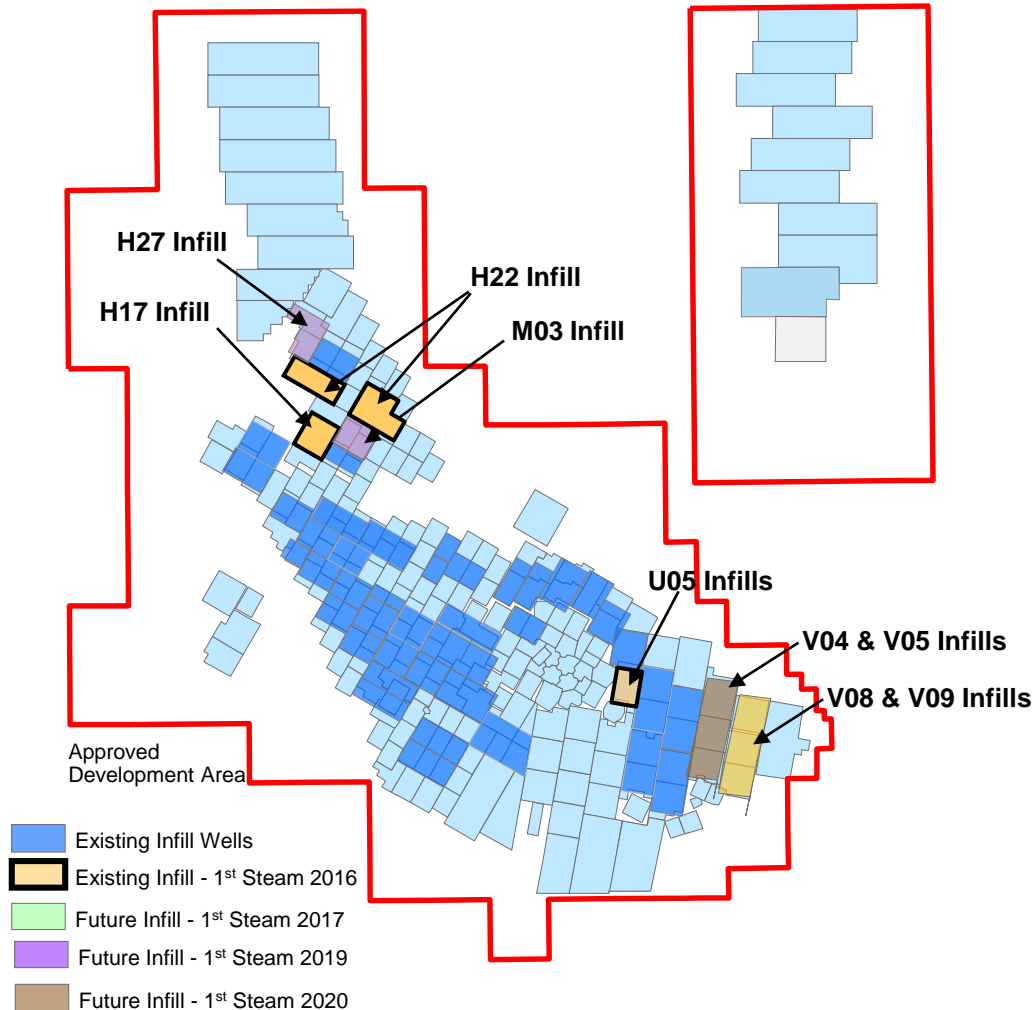 H27 Infill
H22 Infill
H17 Infill
M03 Infill
U05 Infills
V04 & V05 Infills
V08 & V09 Infills
Approved
Development Area
Existing Infill Wells
Existing Infill - 1st Steam 2016
Future Infill - 1st Steam 2017
Future Infill - 1st Steam 2019
Future Infill - 1st Steam 2020